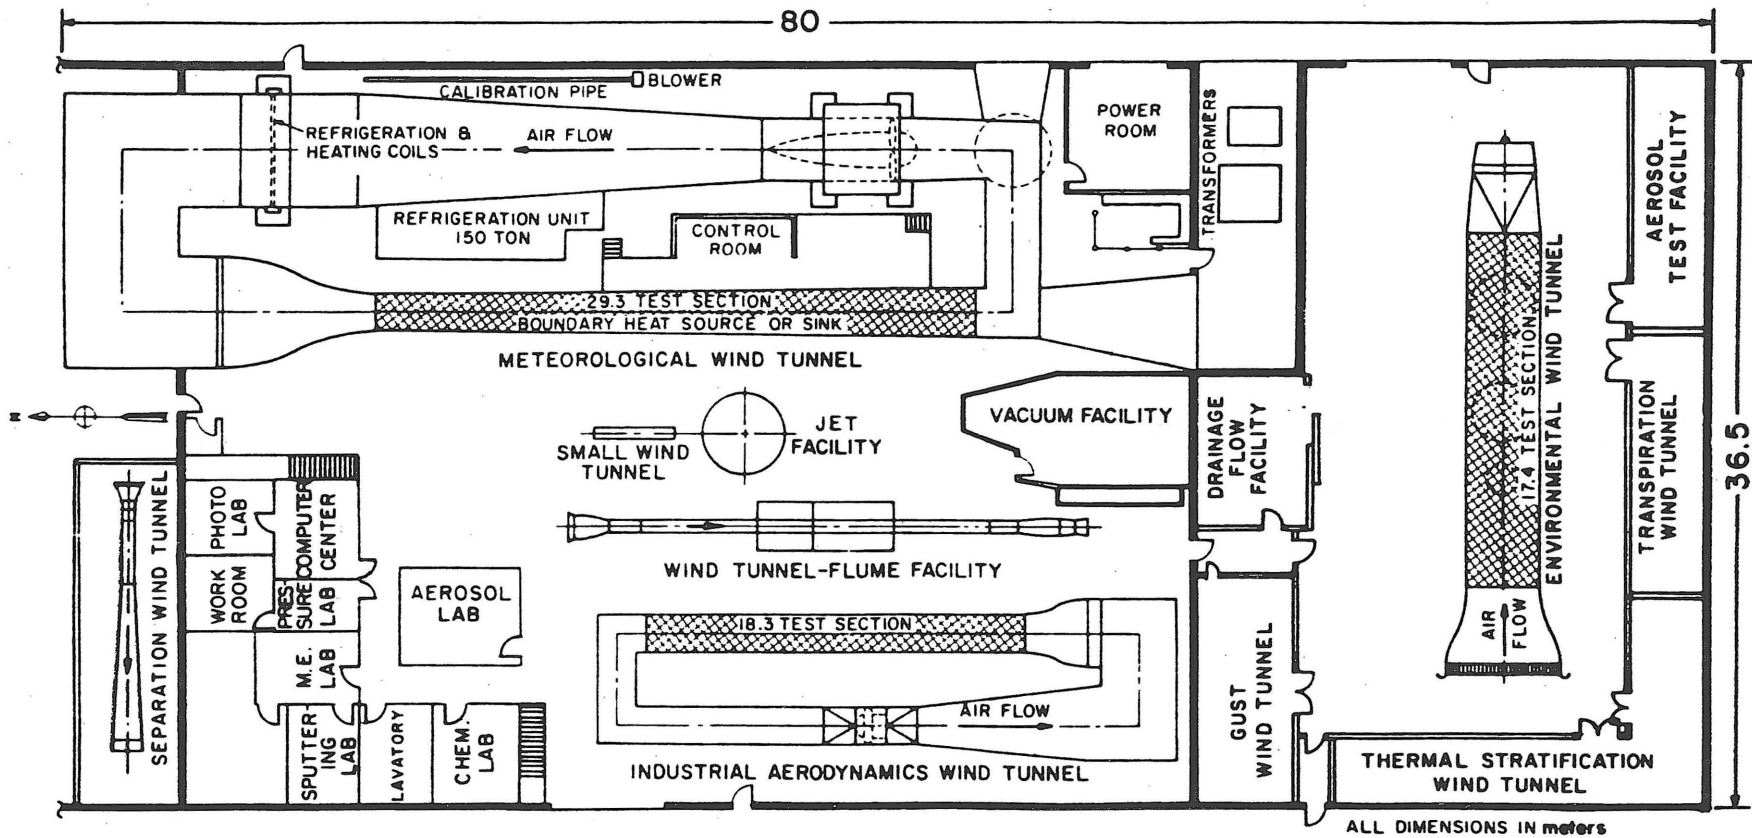 80
BLOWER
CALIBRATION PIPE
REFRIGERATION &
HEATING COILS
AIR FLOW
POWER
ROOM
TRANSFORMERS
AEROSOL
TEST FACILITY
REFRIGERATION UNIT
150 TON
CONTROL
ROOM
29.3 TEST SECTION
BOUNDARY HEAT SOURCE OR SINK
METEOROLOGICAL WIND TUNNEL
17.4 TEST SECTION
ENVIRONMENTAL WIND TUNNEL
N
JET
FACILITY
SMALL WIND
TUNNEL
VACUUM FACILITY
DRAINAGE
FLOW
FACILITY
TRANSPIRATION
WIND TUNNEL
36.5
SEPARATION WIND TUNNEL
PHOTO
LAB
COMPUTER
CENTER
WORK
ROOM
PRES-
SURE
LAB
AEROSOL
LAB
WIND TUNNEL-FLUME FACILITY
18.3 TEST SECTION
AIR
FLOW
M.E.
LAB
AIR FLOW
GUST
WIND TUNNEL
SPUTTER-
ING
LAB
LAVATORY
CHEM.
LAB
INDUSTRIAL AERODYNAMICS WIND TUNNEL
THERMAL STRATIFICATION
WIND TUNNEL
ALL DIMENSIONS IN meters